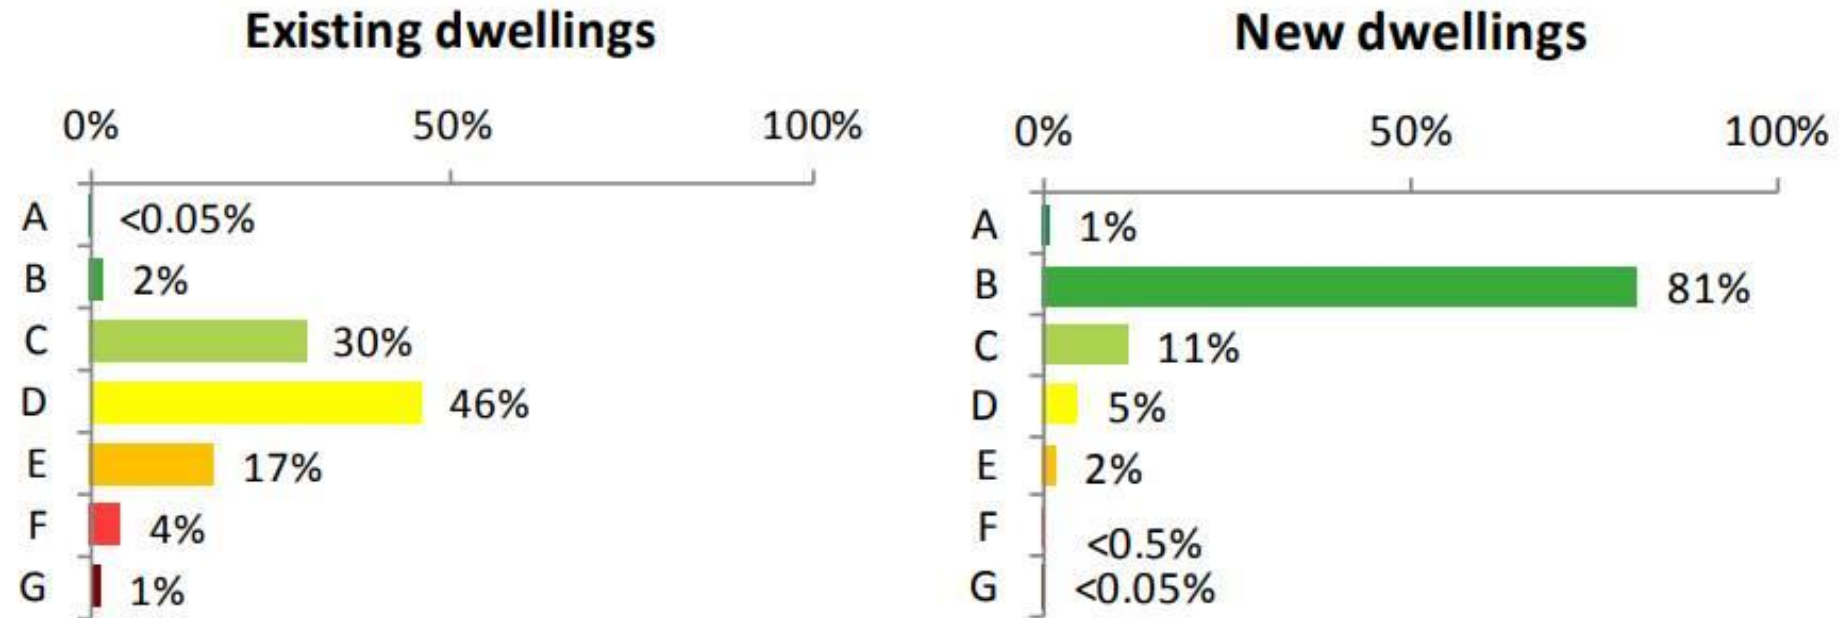 Existing dwellings
0% 50% 100%
A <0.05%
B 2%
C 30%
D 46%
E 17%
F 4%
G 1%
New dwellings
0% 50% 100%
A 1%
B 81%
C 11%
D 5%
E 2%
F <0.5%
G <0.05%